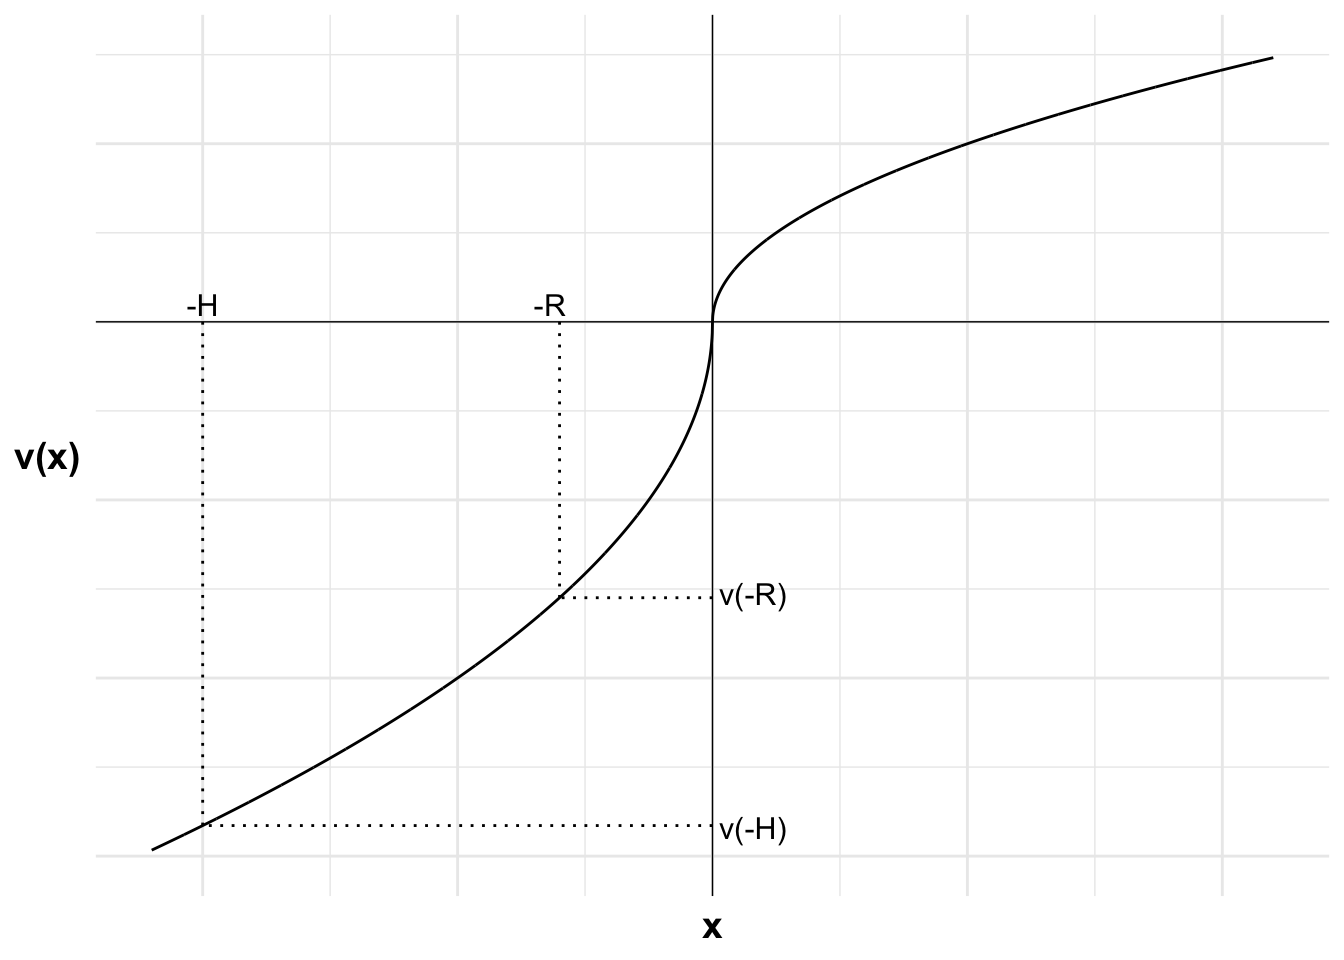 -H
-R
v(x)
v(-R)
v(-H)
x